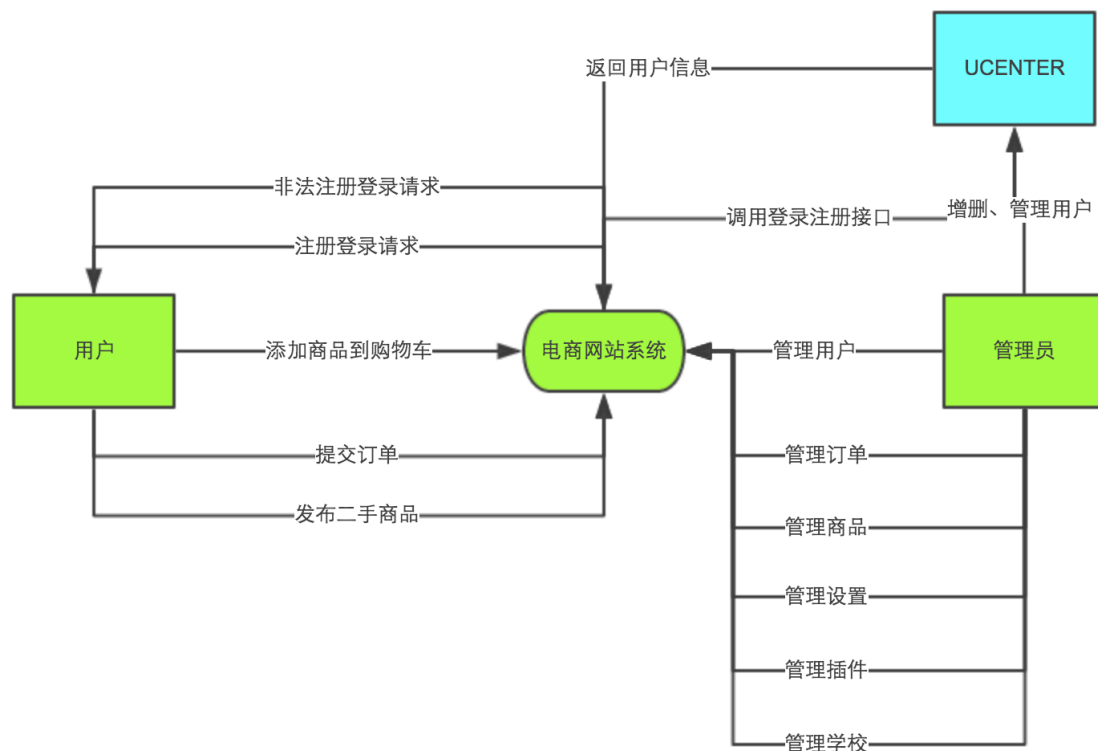 UCENTER
返回用户信息
非法注册登录请求
增删、管理用户
调用登录注册接口
注册登录请求
用户
添加商品到购物车
电商网站系统
管理用户
管理员
提交订单
管理订单
发布二手商品
管理商品
管理设置
管理插件
管理学校